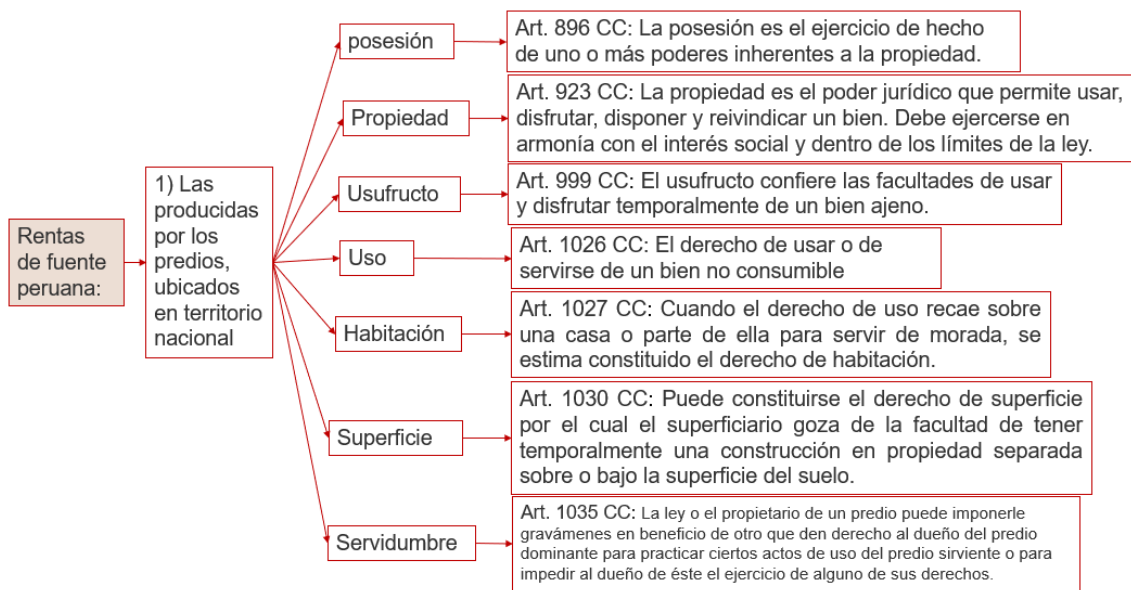 Rentas
de fuente
peruana:
1) Las
producidas
por los
predios,
ubicados
en territorio
nacional
posesión
Art. 896 CC: La posesión es el ejercicio de hecho
de uno o más poderes inherentes a la propiedad.
Propiedad
Art. 923 CC: La propiedad es el poder jurídico que permite usar,
disfrutar, disponer y reivindicar un bien. Debe ejercerse en
armonía con el interés social y dentro de los límites de la ley.
Usufructo
Art. 999 CC: El usufructo confiere las facultades de usar
y disfrutar temporalmente de un bien ajeno.
Uso
Art. 1026 CC: El derecho de usar o de
servirse de un bien no consumible
Habitación
Art. 1027 CC: Cuando el derecho de uso recae sobre
una casa o parte de ella para servir de morada, se
estima constituido el derecho de habitación.
Superficie
Art. 1030 CC: Puede constituirse el derecho de superficie
por el cual el superficiario goza de la facultad de tener
temporalmente una construcción en propiedad separada
sobre o bajo la superficie del suelo.
Servidumbre
Art. 1035 CC: La ley o el propietario de un predio puede imponerle
gravámenes en beneficio de otro que den derecho al dueño del predio
dominante para practicar ciertos actos de uso del predio sirviente o para
impedir al dueño de éste el ejercicio de alguno de sus derechos.